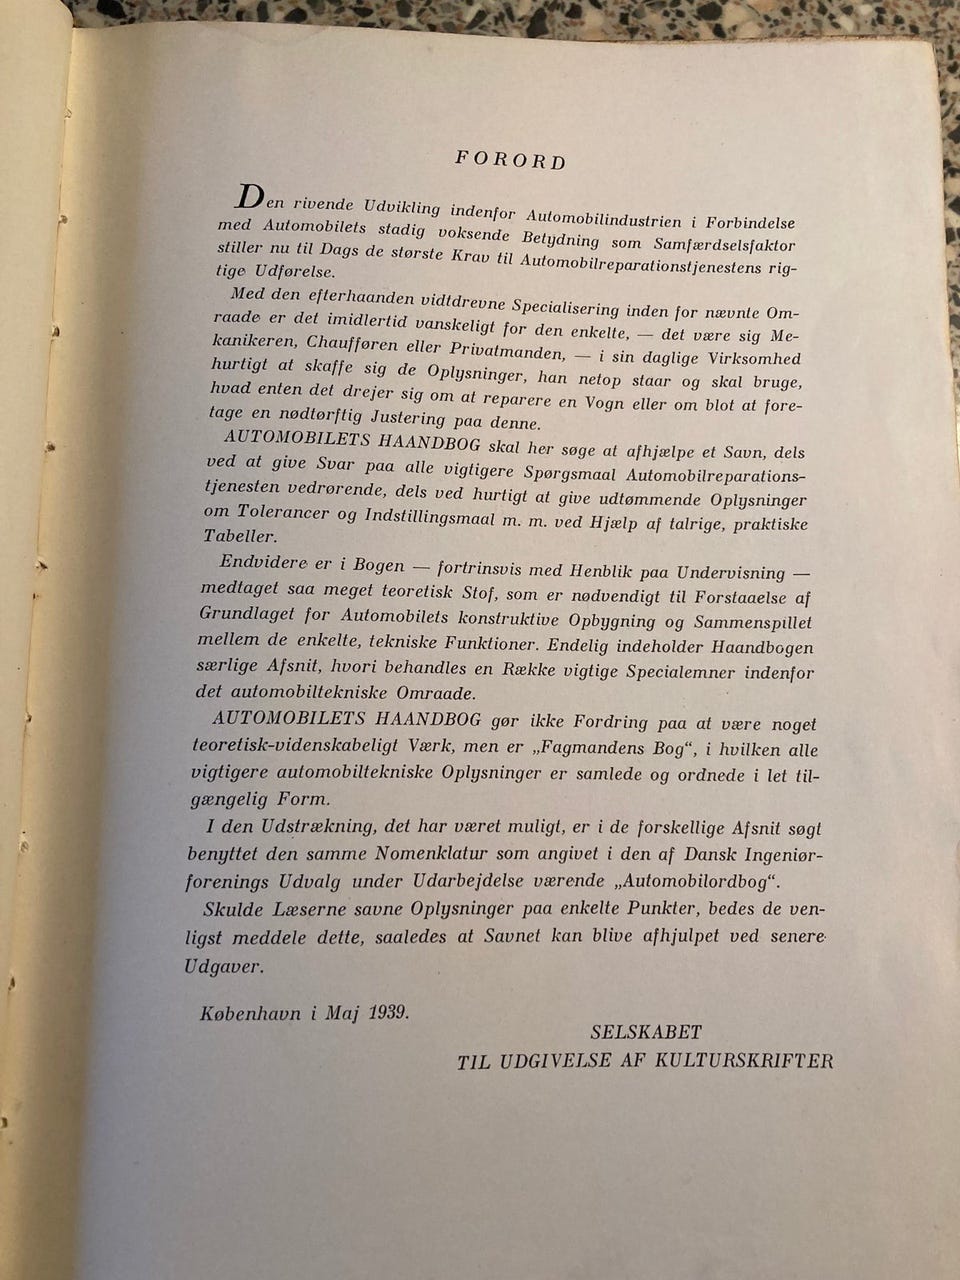 FORORD
Den rivende Udvikling indenfor Automobilindustrien i Forbindelse
med Automobilets stadig voksende Betydning som Samfærdselsfaktor
stiller nu til Dags de største Krav til Automobilreparationstjenestens rig-
tige Udførelse.
Med den efterhaanden vidtdrevne Specialisering inden for nævnte Om-
raade er det imidlertid vanskeligt for den enkelte, — det være sig Me-
kanikeren, Chaufføren eller Privatmanden, — i sin daglige Virksomhed
hurtigt at skaffe sig de Oplysninger, han netop staar og skal bruge,
hvad enten det drejer sig om at reparere en Vogn eller om blot at fore-
tage en nødtørftig Justering paa denne.
AUTOMOBILETS HAANDBOG skal her søge at afhjælpe et Savn, dels
ved at give Svar paa alle vigtigere Spørgsmaal Automobilreparations-
tjenesten vedrørende, dels ved hurtigt at give udtømmende Oplysninger
om Tolerancer og Indstillingsmaal m. m. ved Hjælp af talrige, praktiske
Tabeller.
Endvidere er i Bogen — fortrinsvis med Henblik paa Undervisning —
medtaget saa meget teoretisk Stof, som er nødvendigt til Forstaaelse af
Grundlaget for Automobilets konstruktive Opbygning og Sammenspillet
mellem de enkelte, tekniske Funktioner. Endelig indeholder Haandbogen
særlige Afsnit, hvori behandles en Række vigtige Specialemner indenfor
det automobiltekniske Omraade.
AUTOMOBILETS HAANDBOG gør ikke Fordring paa at være noget
teoretisk-videnskabeligt Værk, men er „Fagmandens Bog“, i hvilken alle
vigtigere automobiltekniske Oplysninger er samlede og ordnede i let til-
gængelig Form.
I den Udstrækning, det har været muligt, er i de forskellige Afsnit søgt
benyttet den samme Nomenklatur som angivet i den af Dansk Ingeniør-
forenings Udvalg under Udarbejdelse værende „Automobilordbog“.
Skulde Læserne savne Oplysninger paa enkelte Punkter, bedes de ven-
ligst meddele dette, saaledes at Savnet kan blive afhjulpet ved senere
Udgaver.
København i Maj 1939.
SELSKABET
TIL UDGIVELSE AF KULTURSKRIFTER